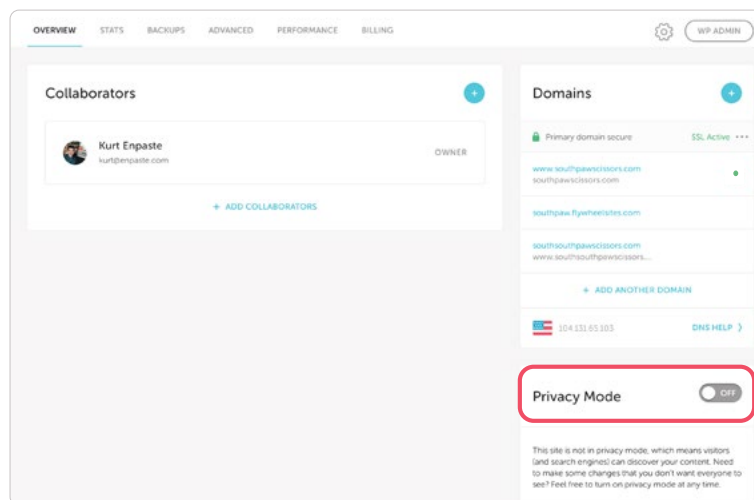 OVERVIEW STATS BACKUPS ADVANCED PERFORMANCE BILLING WP ADMIN
Collaborators
Kurt Enpaste
kurt@enpaste.com
OWNER
+ ADD COLLABORATORS
Domains
Primary domain secure SSL Active
www.southpawscissors.com
southpawscissors.com
southpaw.flywheelsites.com
southsouthpawscissors.com
www.southsouthpawscissors...
+ ADD ANOTHER DOMAIN
104.131.65.103 DNS HELP
Privacy Mode OFF
This site is not in privacy mode, which means visitors
(and search engines) can discover your content. Need
to make some changes that you don't want everyone to
see? Feel free to turn on privacy mode at any time.